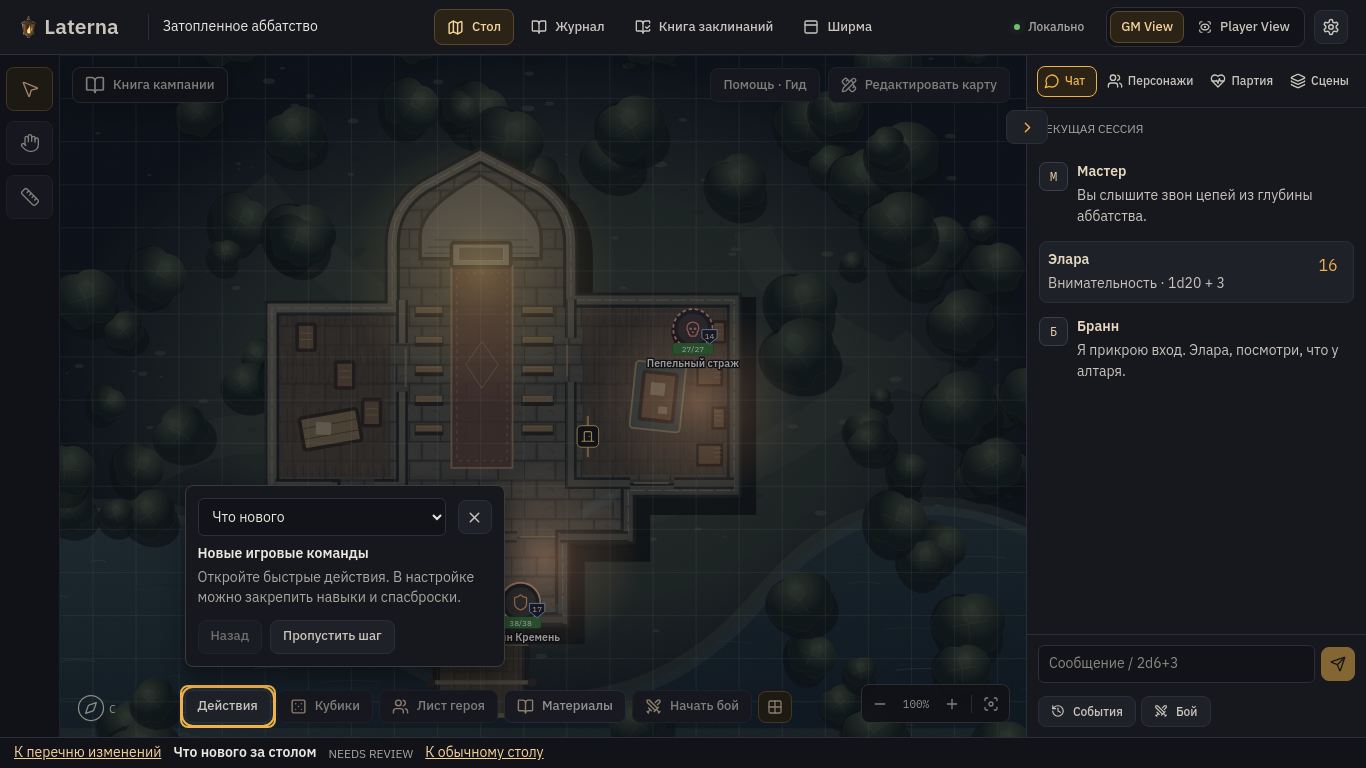 Laterna
Затопленное аббатство
Стол
Журнал
Книга заклинаний
Ширма
Локально
GM View
Player View
Книга кампании
Помощь · Гид
Редактировать карту
Чат
Персонажи
Партия
Сцены
ЕКУЩАЯ СЕССИЯ
М
Мастер
Вы слышите звон цепей из глубины
аббатства.
Элара
16
Внимательность · 1d20 + 3
Б
Бранн
Я прикрою вход. Элара, посмотри, что у
алтаря.
14
27/27
Пепельный страж
Что нового
Новые игровые команды
Откройте быстрые действия. В настройке
можно закрепить навыки и спасброски.
Назад
Пропустить шаг
17
38/38
н Кремень
С
Действия
Кубики
Лист героя
Материалы
Начать бой
100%
Сообщение / 2d6+3
События
Бой
К перечню изменений
Что нового за столом
NEEDS REVIEW
К обычному столу